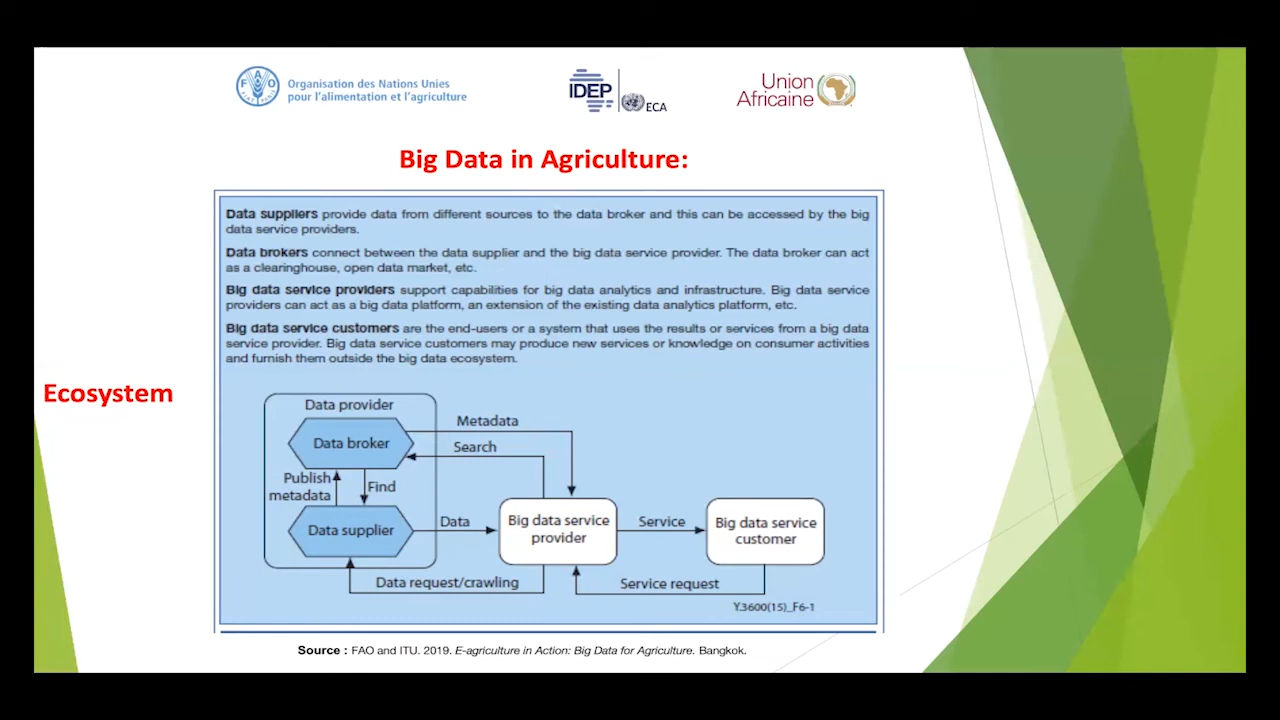 FAO
FIAT PANIS
Organisation des Nations Unies
pour l'alimentation et l'agriculture
IDEP
ECA
Union
Africaine
Big Data in Agriculture:
Data suppliers provide data from different sources to the data broker and this can be accessed by the big
data service providers.
Data brokers connect between the data supplier and the big data service provider. The data broker can act
as a clearinghouse, open data market, etc.
Big data service providers support capabilities for big data analytics and infrastructure. Big data service
providers can act as a big data platform, an extension of the existing data analytics platform, etc.
Big data service customers are the end-users or a system that uses the results or services from a big data
service provider. Big data service customers may produce new services or knowledge on consumer activities
and furnish them outside the big data ecosystem.
Ecosystem
Data provider
Data broker
Metadata
Search
Publish
metadata
Find
Data supplier
Data
Big data service
provider
Service
Big data service
customer
Data request/crawling
Service request
Y.3600(15)_F6-1
Source : FAO and ITU. 2019. E-agriculture in Action: Big Data for Agriculture. Bangkok.